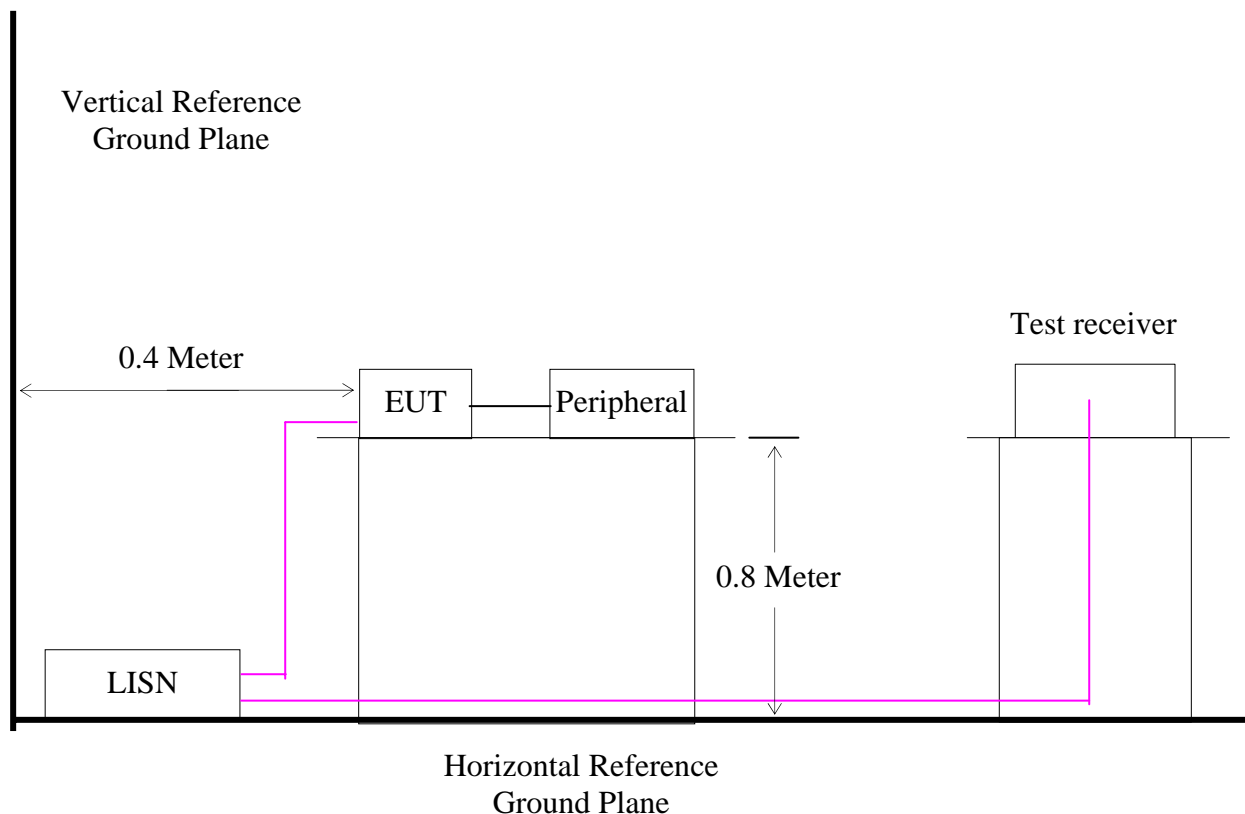 Vertical Reference
Ground Plane
Test receiver
0.4 Meter
EUT
Peripheral
0.8 Meter
LISN
Horizontal Reference
Ground Plane